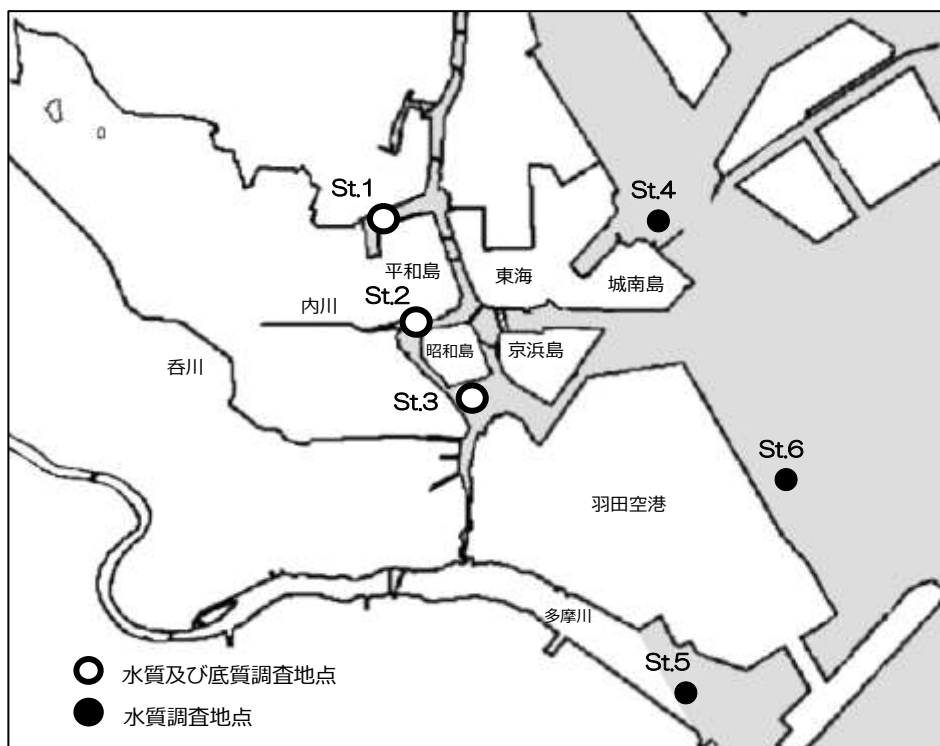 St.1
St.4
平和島
東海
城南島
内川
St.2
昭和島
京浜島
呑川
St.3
St.6
羽田空港
多摩川
St.5
水質及び底質調査地点
水質調査地点